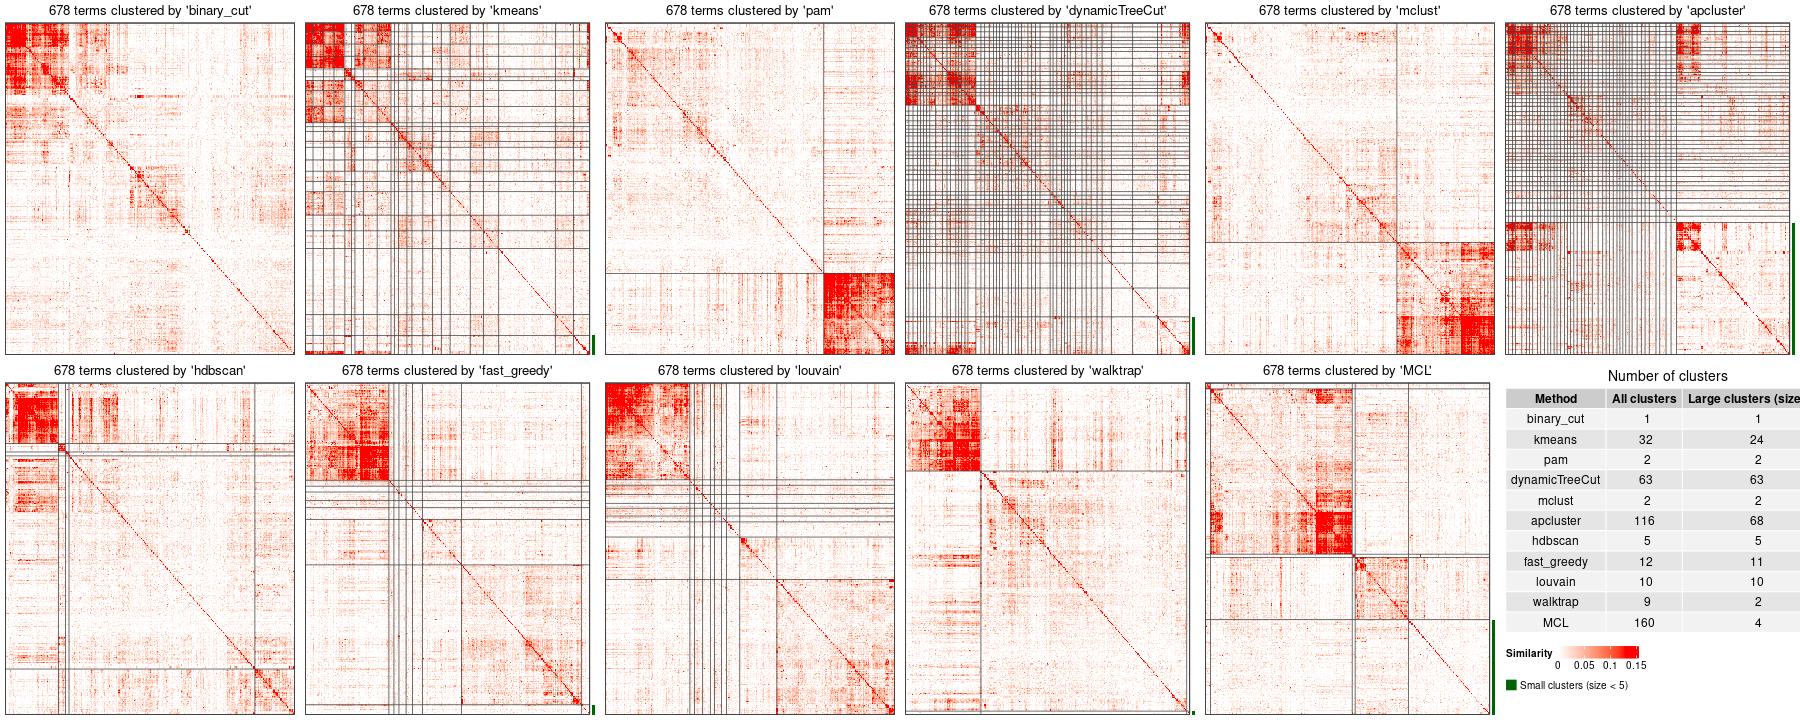 678 terms clustered by 'binary_cut'
678 terms clustered by 'kmeans'
678 terms clustered by 'pam'
678 terms clustered by 'dynamicTreeCut'
678 terms clustered by 'mclust'
678 terms clustered by 'apcluster'
678 terms clustered by 'hdbscan'
678 terms clustered by 'fast_greedy'
678 terms clustered by 'louvain'
678 terms clustered by 'walktrap'
678 terms clustered by 'MCL'
Number of clusters
Method All clusters Large clusters (size
binary_cut 1 1
kmeans 32 24
pam 2 2
dynamicTreeCut 63 63
mclust 2 2
apcluster 116 68
hdbscan 5 5
fast_greedy 12 11
louvain 10 10
walktrap 9 2
MCL 160 4
Similarity
0 0.05 0.1 0.15
Small clusters (size < 5)